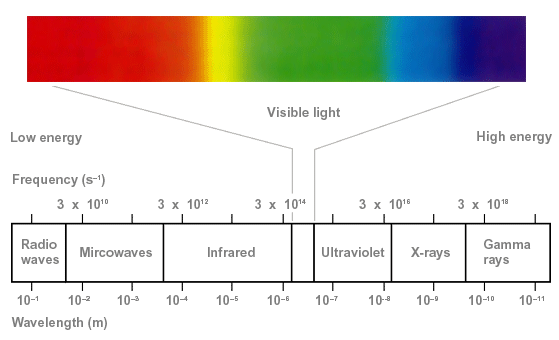 Visible light
Low energy
High energy
Frequency (s⁻¹)
3 x 10¹⁰ 3 x 10¹² 3 x 10¹⁴ 3 x 10¹⁶ 3 x 10¹⁸
Radio waves
Mircowaves
Infrared
Ultraviolet
X-rays
Gamma rays
10⁻¹ 10⁻² 10⁻³ 10⁻⁴ 10⁻⁵ 10⁻⁶ 10⁻⁷ 10⁻⁸ 10⁻⁹ 10⁻¹⁰ 10⁻¹¹
Wavelength (m)